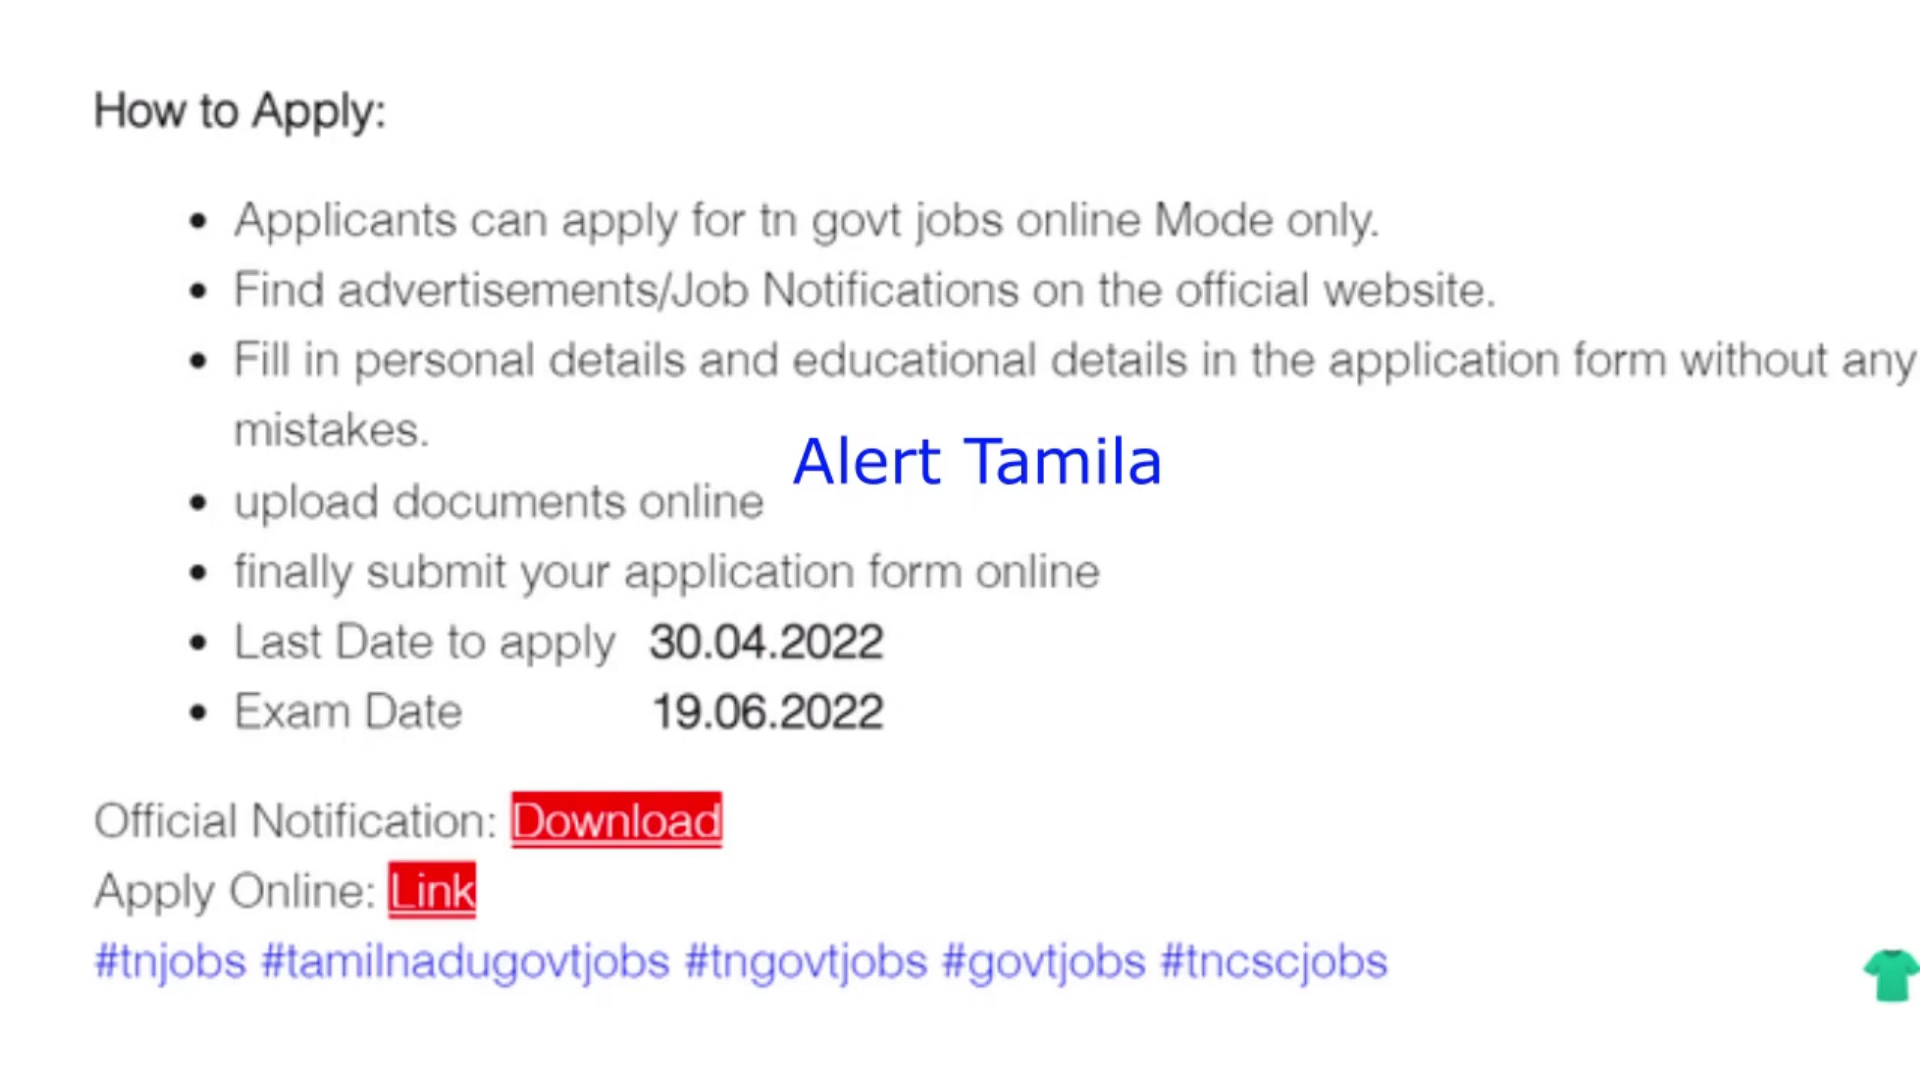 How to Apply:
Applicants can apply for tn govt jobs online Mode only.
Find advertisements/Job Notifications on the official website.
Fill in personal details and educational details in the application form without any
mistakes.
Alert Tamila
upload documents online
finally submit your application form online
Last Date to apply 30.04.2022
Exam Date 19.06.2022
Official Notification: Download
Apply Online: Link
#tnjobs #tamilnadugovtjobs #tngovtjobs #govtjobs #tncscjobs